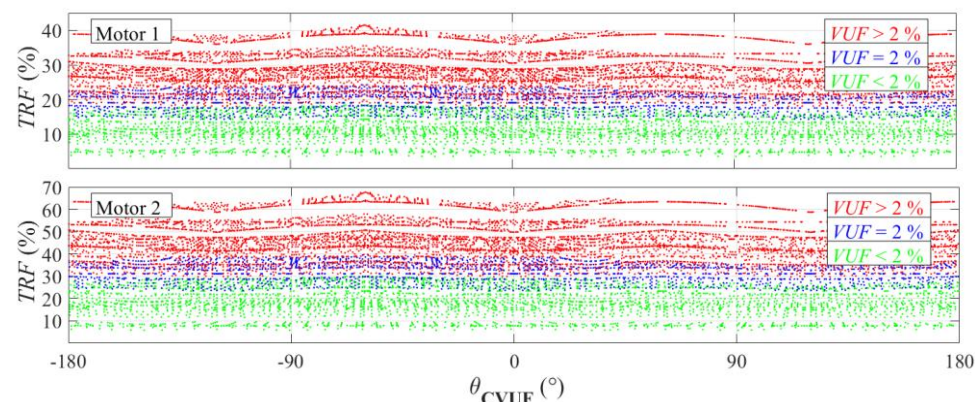 40
30
20
10
TRF (%)
Motor 1
VUF > 2 %
VUF = 2 %
VUF < 2 %
70
60
50
40
30
20
10
TRF (%)
Motor 2
VUF > 2 %
VUF = 2 %
VUF < 2 %
-180 -90 0 90 180
θCVUF (°)